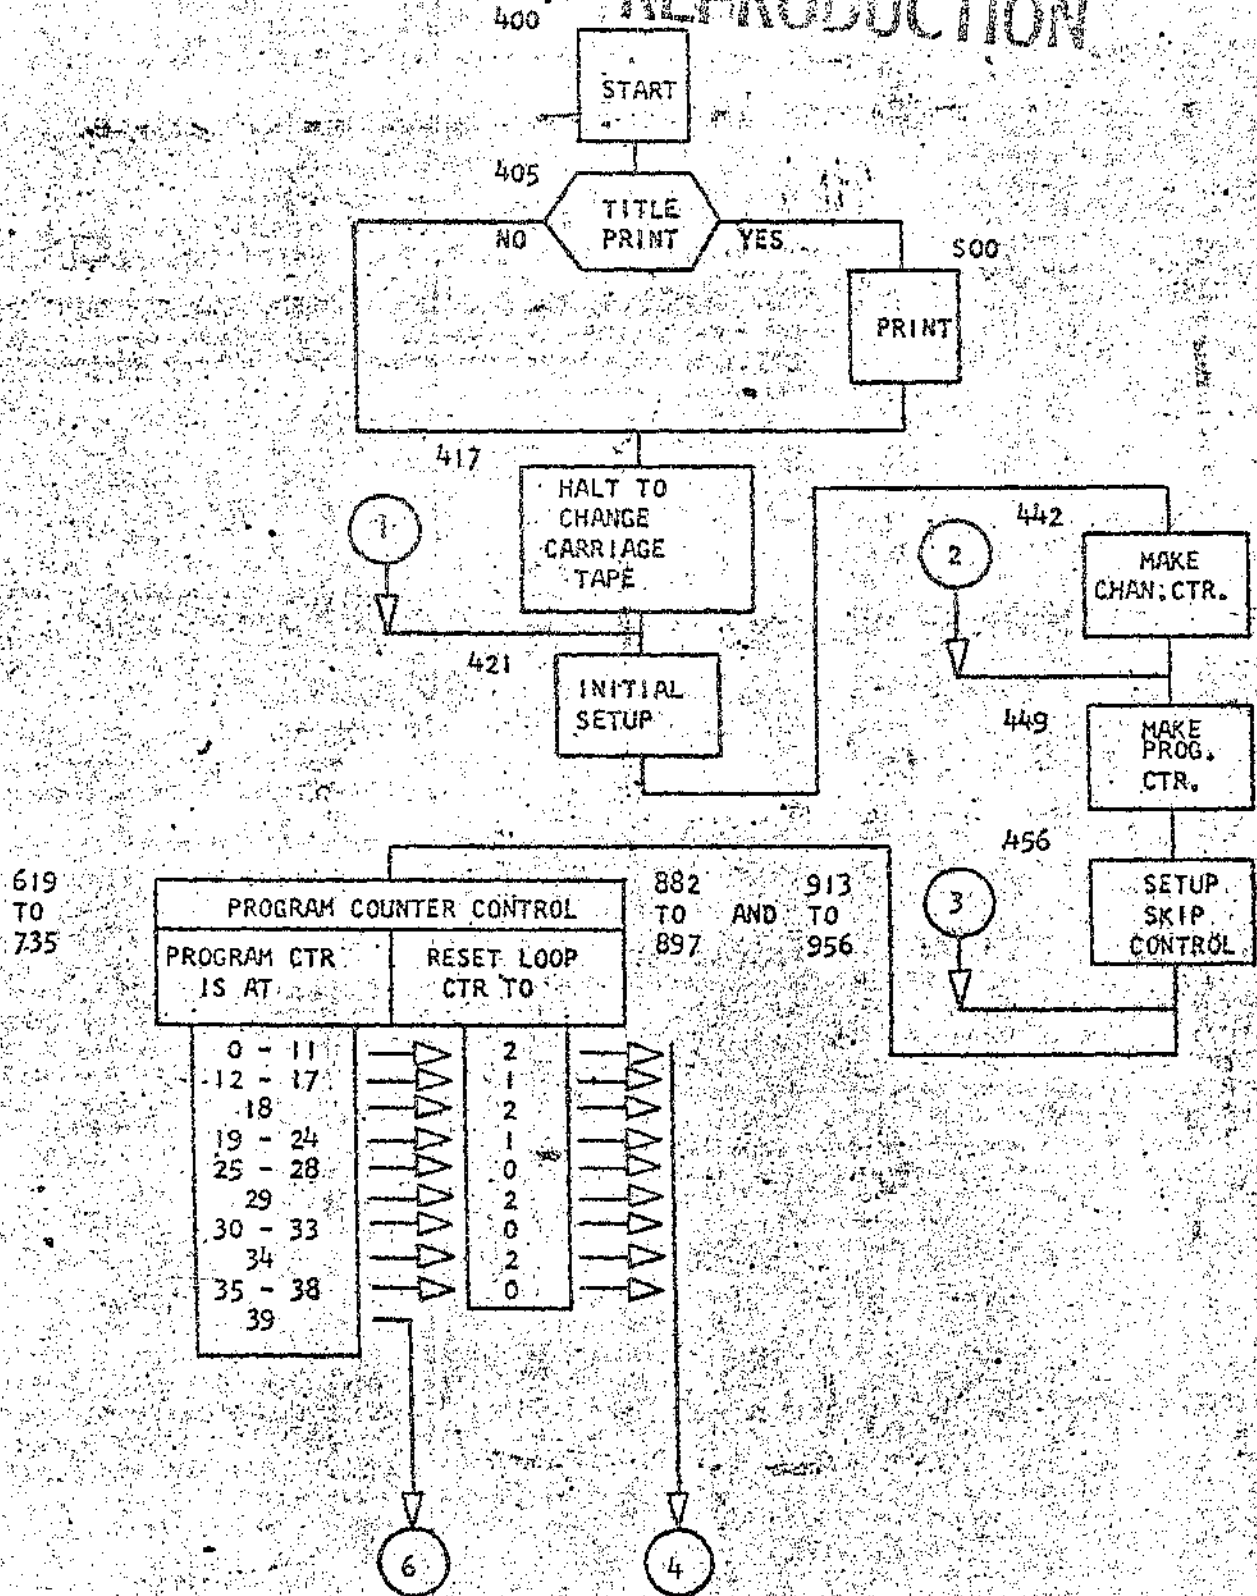 REPRODUCTION
400
START
405
TITLE
PRINT
NO
YES
500
PRINT
417
HALT TO
CHANGE
CARRIAGE
TAPE
1
442
2
MAKE
CHAN.CTR.
421
INITIAL
SETUP
449
MAKE
PROG.
CTR.
456
3
SETUP
SKIP
CONTROL
619
TO
735
PROGRAM COUNTER CONTROL
PROGRAM CTR
IS AT
RESET LOOP
CTR TO
882
TO
897
AND
913
TO
956
0 - 11 2
12 - 17 1
18 2
19 - 24 1
25 - 28 0
29 2
30 - 33 0
34 2
35 - 38 0
39
6
4